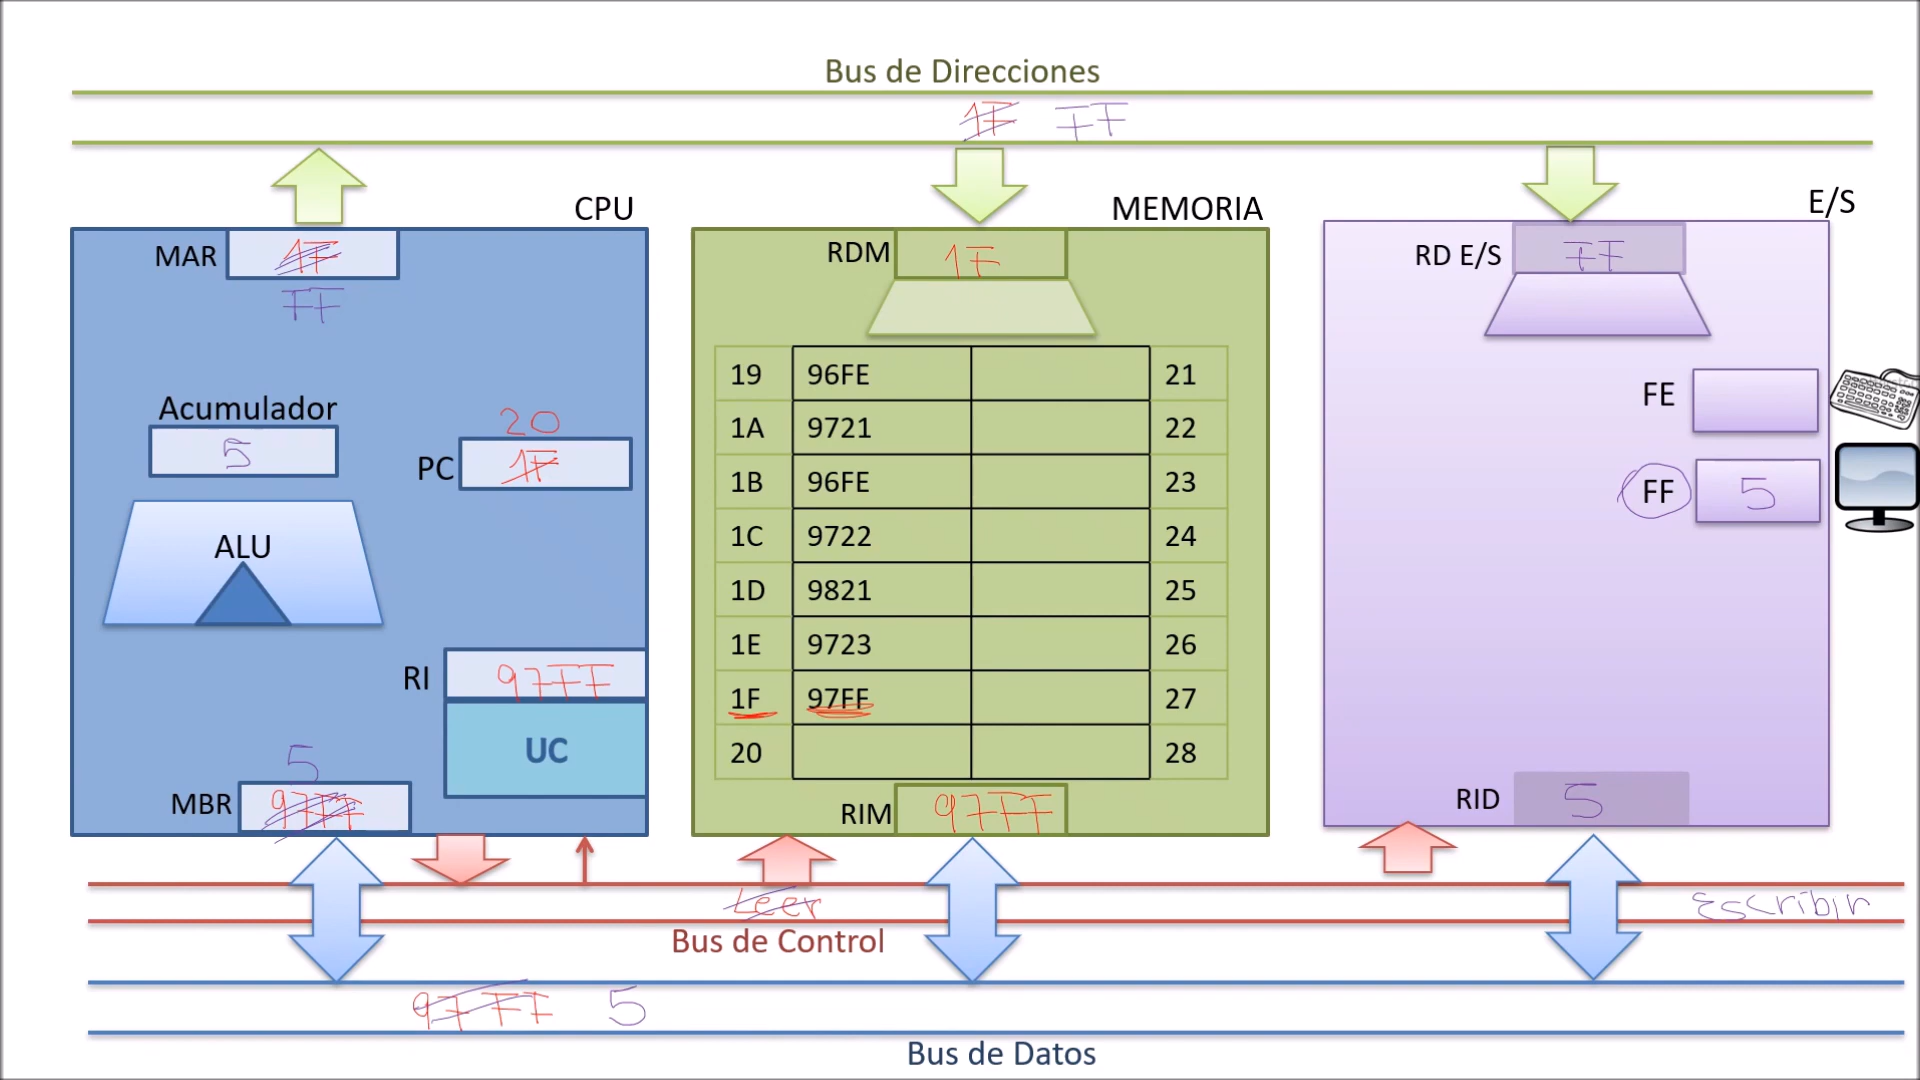 Bus de Direcciones
1F FF
CPU
MEMORIA
E/S
MAR 1F
FF
RDM 1F
RD E/S FF
Acumulador
5
20
PC 1F
ALU
RI 97FF
UC
5
MBR 97FF
19 96FE 21
1A 9721 22
1B 96FE 23
1C 9722 24
1D 9821 25
1E 9723 26
1F 97FF 27
20 28
RIM 97FF
FE
FF 5
RID 5
Leer
Escribir
Bus de Control
97FF 5
Bus de Datos